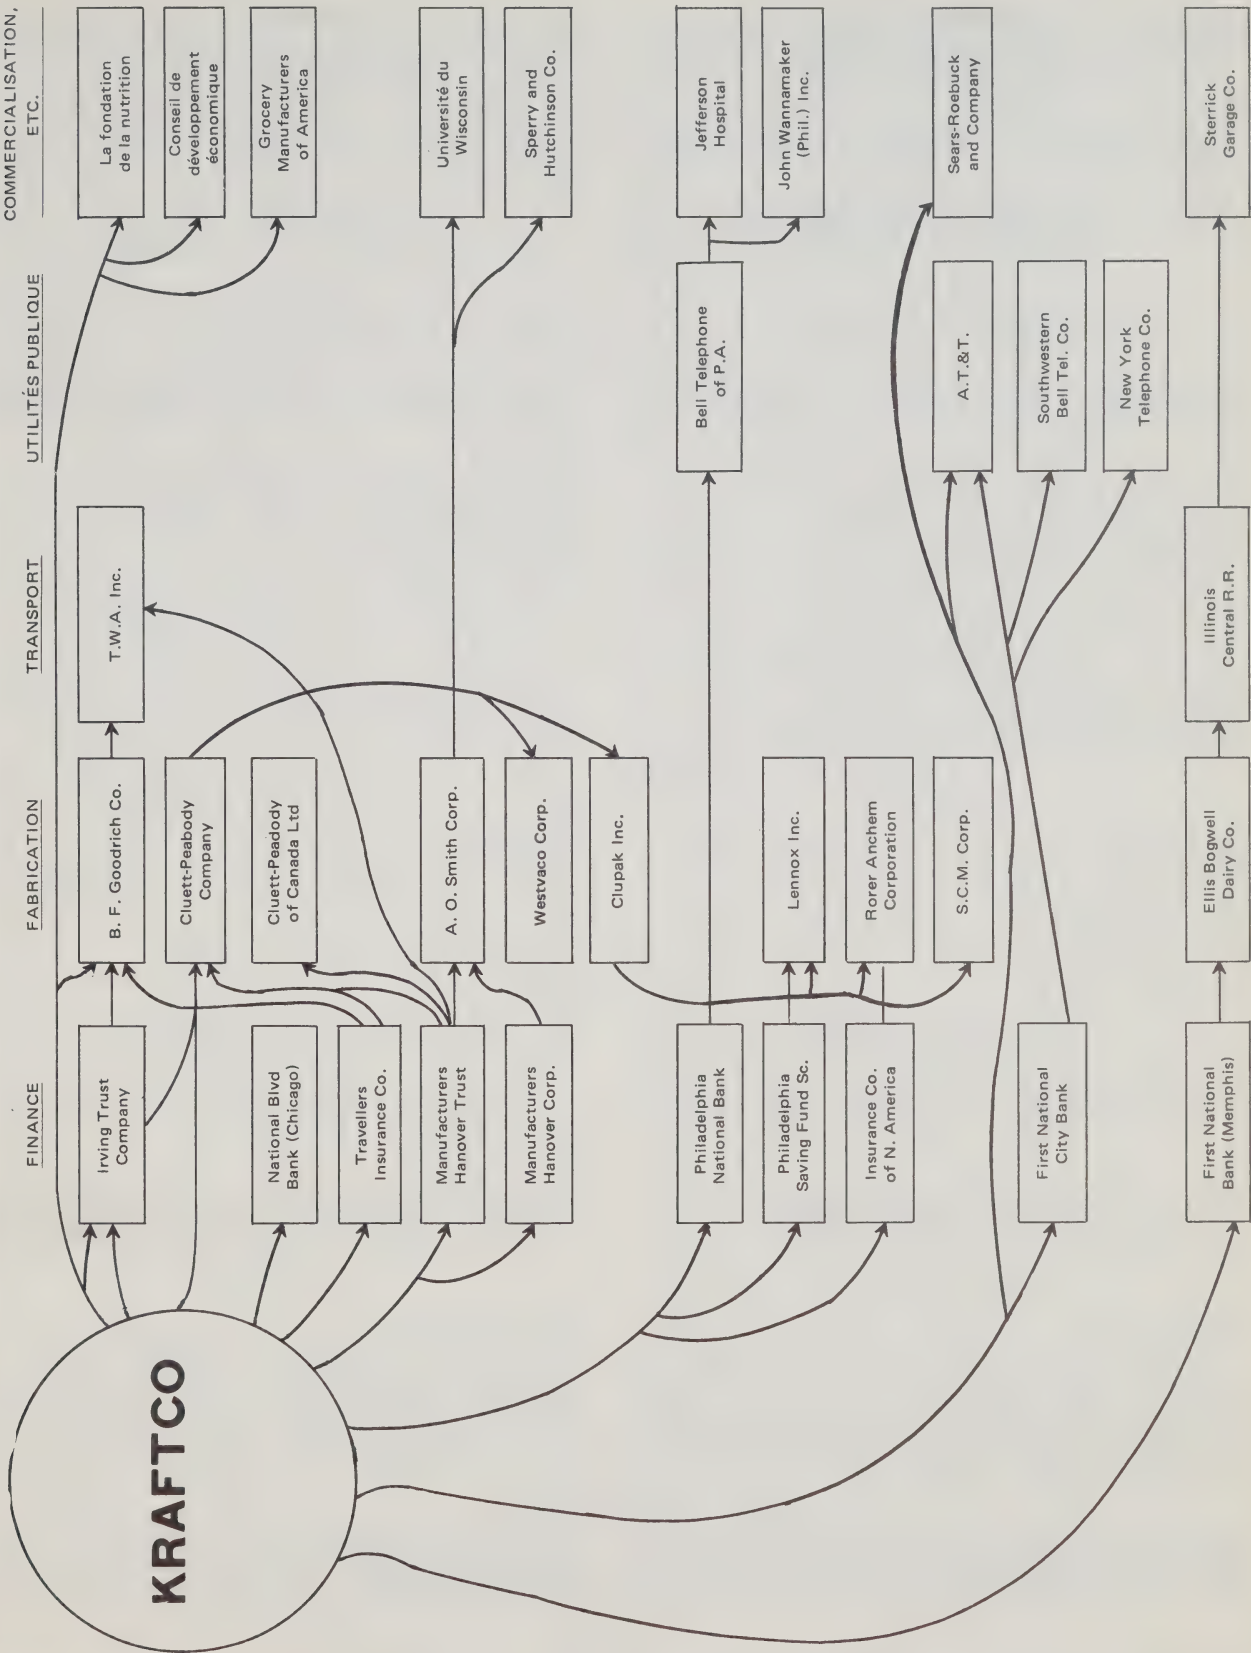 FINANCE
FABRICATION
TRANSPORT
UTILITÉS PUBLIQUE
COMMERCIALISATION,
ETC.
KRAFTCO
Irving Trust
Company
National Blvd
Bank (Chicago)
Travellers
Insurance Co.
Manufacturers
Hanover Trust
Manufacturers
Hanover Corp.
Philadelphia
National Bank
Philadelphia
Saving Fund Sc.
Insurance Co.
of N. America
First National
City Bank
First National
Bank (Memphis)
B. F. Goodrich Co.
Cluett-Peabody
Company
Cluett-Peadody
of Canada Ltd
A. O. Smith Corp.
Westvaco Corp.
Clupak Inc.
Lennox Inc.
Rorer Anchem
Corporation
S.C.M. Corp.
Ellis Bogwell
Dairy Co.
T.W.A. Inc.
Illinois
Central R.R.
Bell Telephone
of P.A.
A.T.&T.
Southwestern
Bell Tel. Co.
New York
Telephone Co.
La fondation
de la nutrition
Conseil de
développement
économique
Grocery
Manufacturers
of America
Université du
Wisconsin
Sperry and
Hutchinson Co.
Jefferson
Hospital
John Wannamaker
(Phil.) Inc.
Sears-Roebuck
and Company
Sterrick
Garage Co.